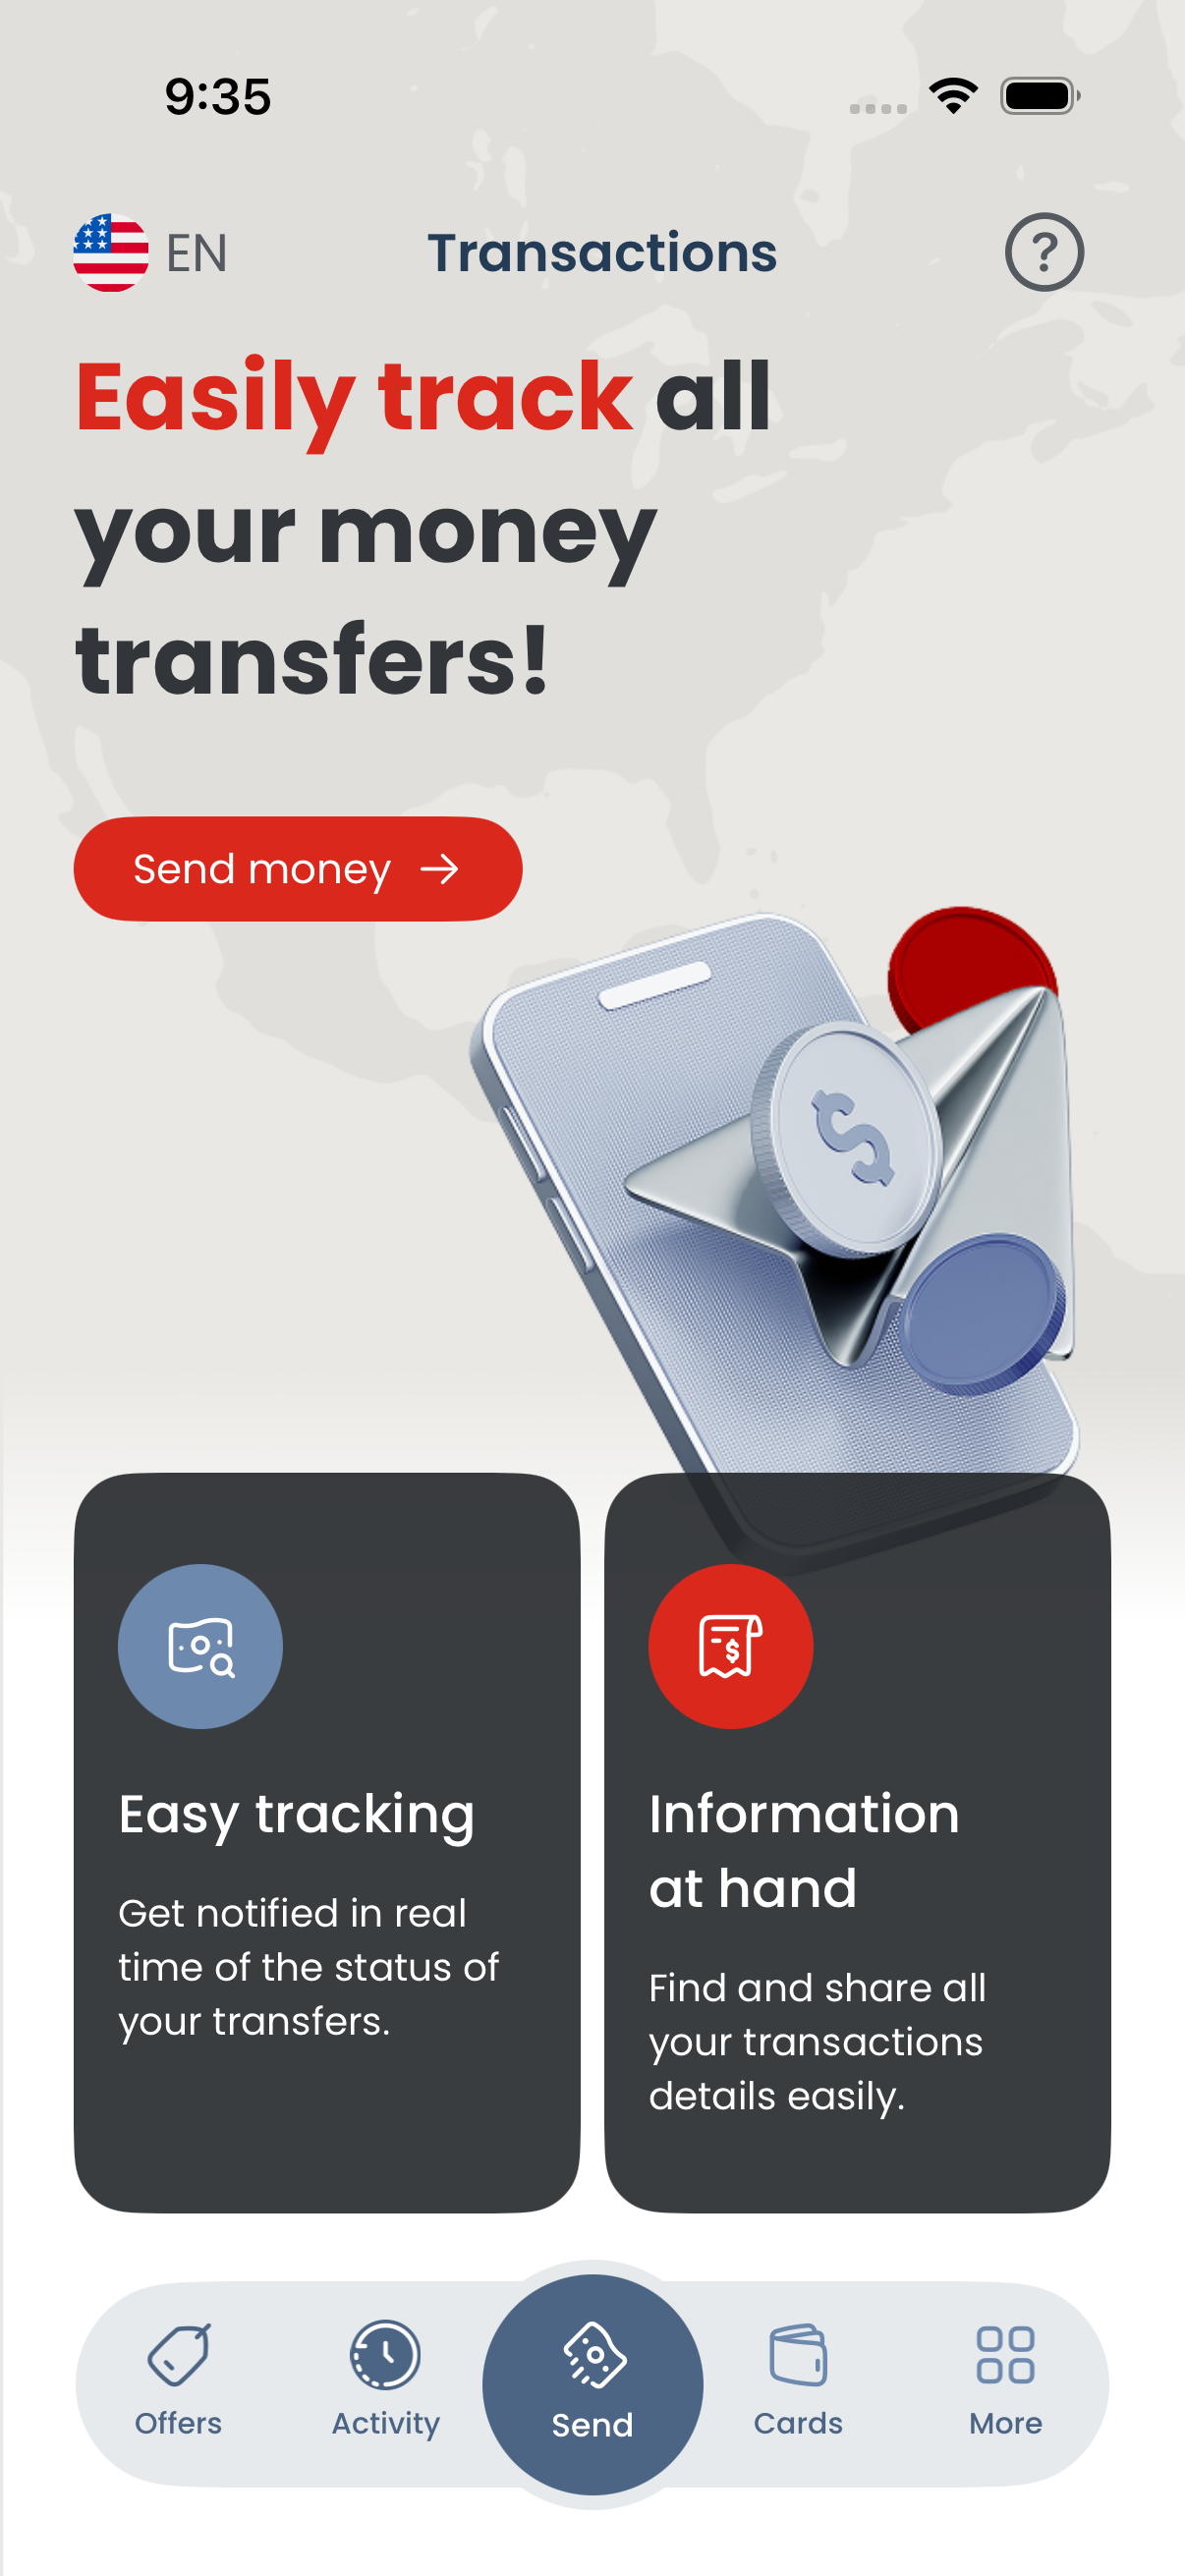 9:35
EN
Transactions
?
Easily track all
your money
transfers!
Send money
$
$
Easy tracking
Get notified in real
time of the status of
your transfers.
Information
at hand
Find and share all
your transactions
details easily.
Offers
Activity
Send
Cards
More